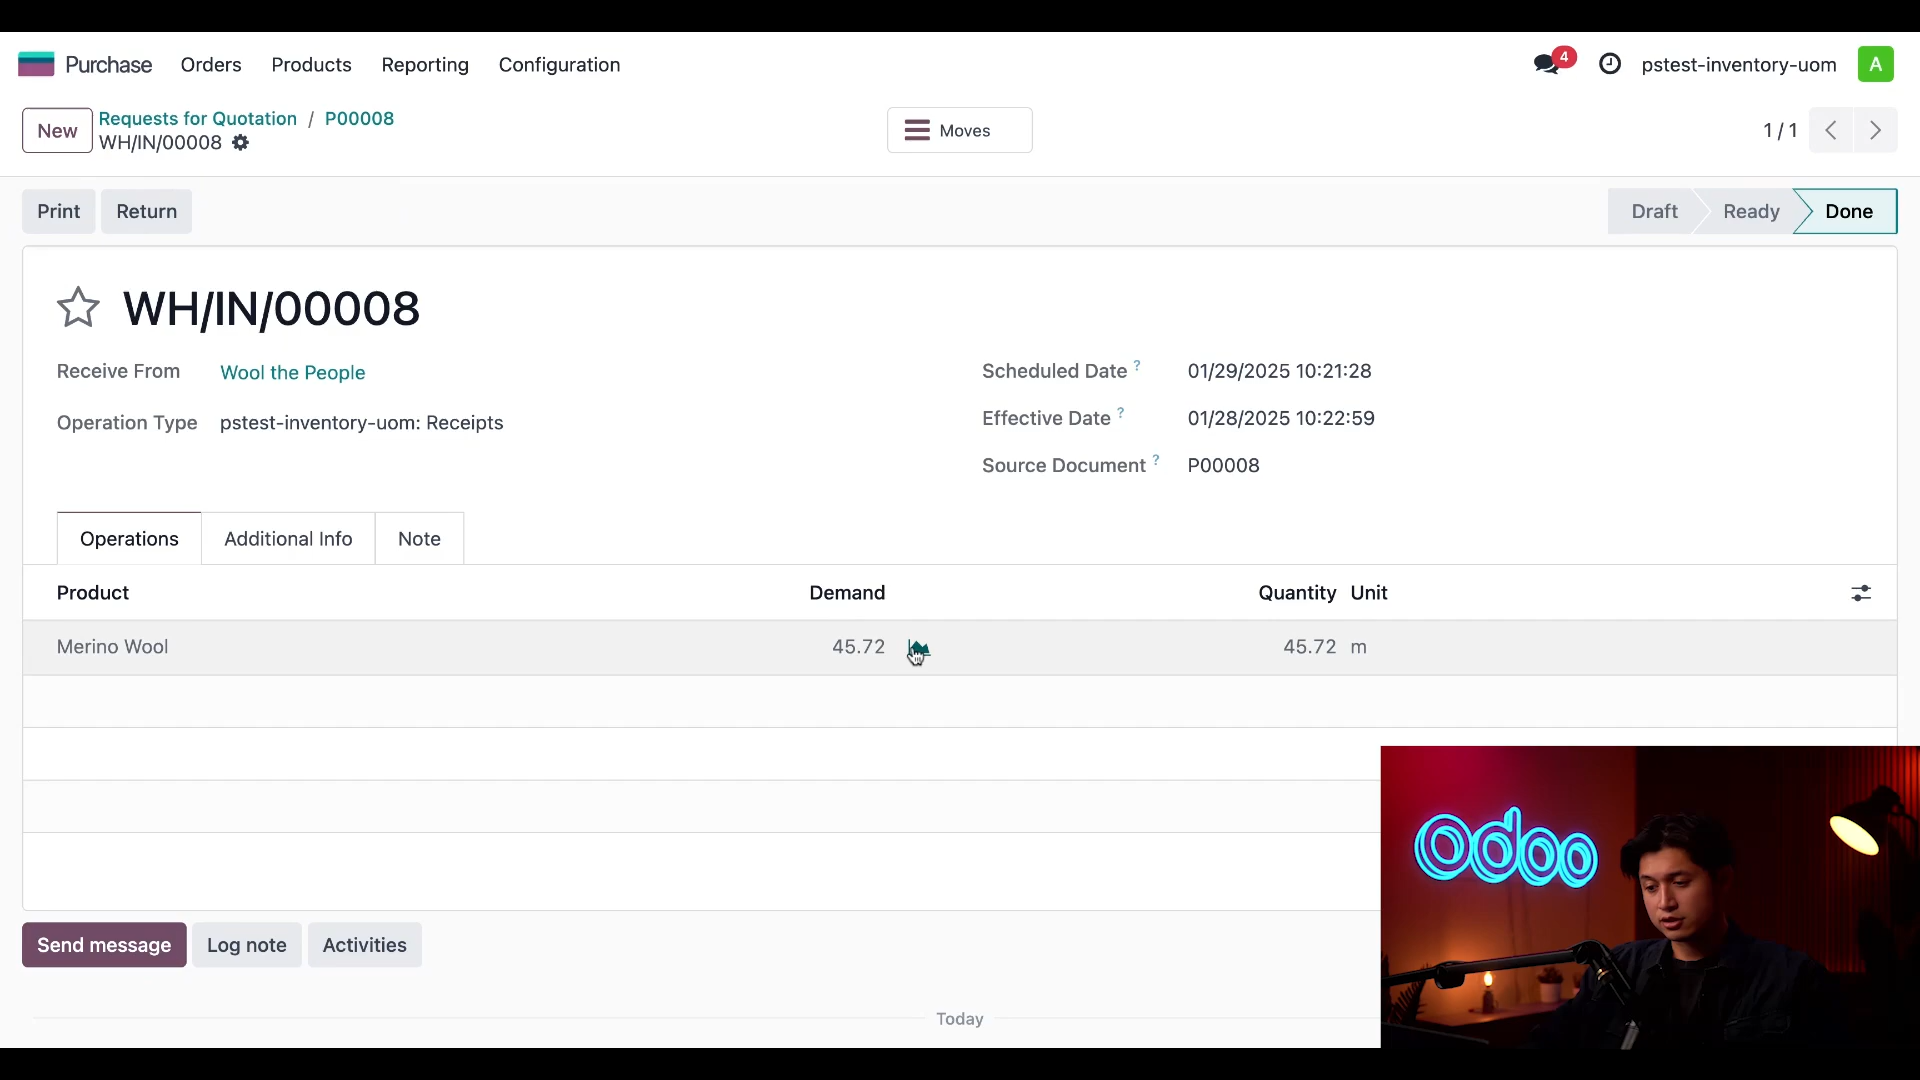 Purchase Orders Products Reporting Configuration 4 pstest-inventory-uom A
New Requests for Quotation / P00008 Moves 1 / 1
WH/IN/00008
Print Return Draft Ready Done
WH/IN/00008
Receive From Wool the People Scheduled Date ? 01/29/2025 10:21:28
Operation Type pstest-inventory-uom: Receipts Effective Date ? 01/28/2025 10:22:59
Source Document ? P00008
Operations Additional Info Note
Product Demand Quantity Unit
Merino Wool 45.72 45.72 m
odoo
Send message Log note Activities
Today